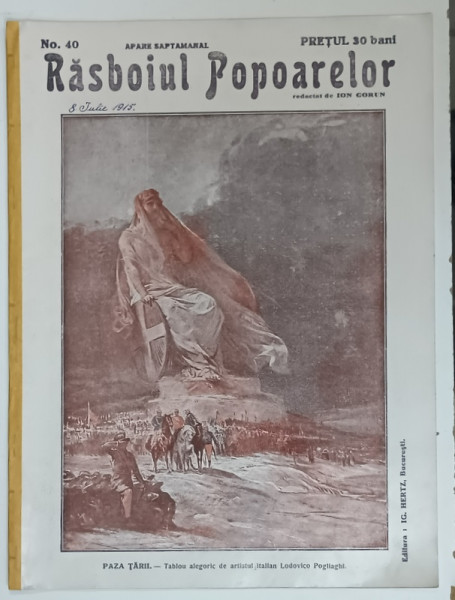 No. 40
APARE SAPTAMANAL
PREȚUL 30 bani
Răsboiul Popoarelor
redactat de ION GORUN
8 Iulie 1915.
PAZA ȚĂRII. — Tablou alegoric de artistul italian Lodovico Pogliaghi.
Editura : IG. HERTZ, București.